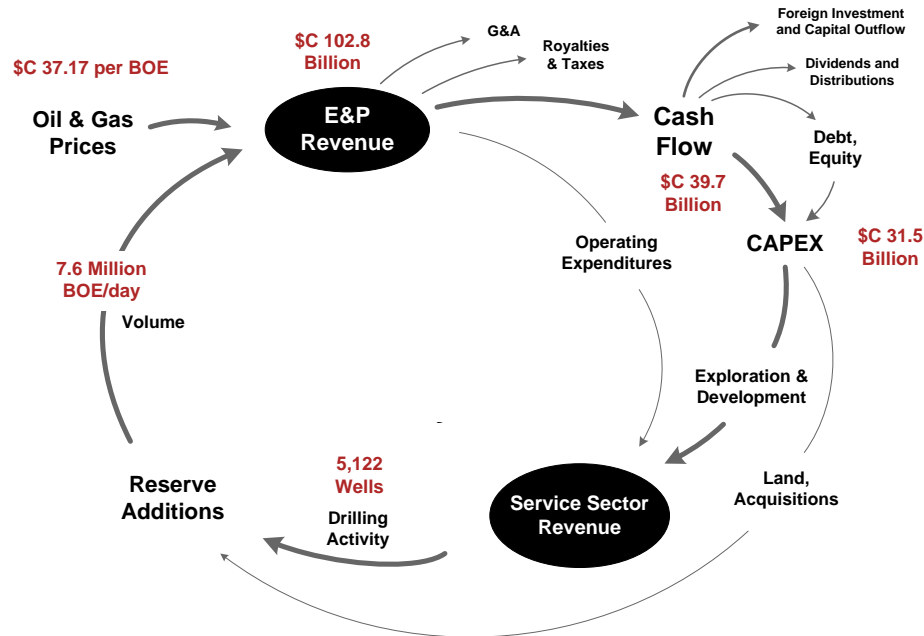 Foreign Investment
and Capital Outflow
G&A
$C 102.8
Billion
Royalties
& Taxes
$C 37.17 per BOE
Dividends and
Distributions
Oil & Gas
Prices
E&P
Revenue
Cash
Flow
Debt,
Equity
$C 39.7
Billion
CAPEX
$C 31.5
Billion
Operating
Expenditures
7.6 Million
BOE/day
Volume
Exploration &
Development
5,122
Wells
Reserve
Additions
Drilling
Activity
Service Sector
Revenue
Land,
Acquisitions